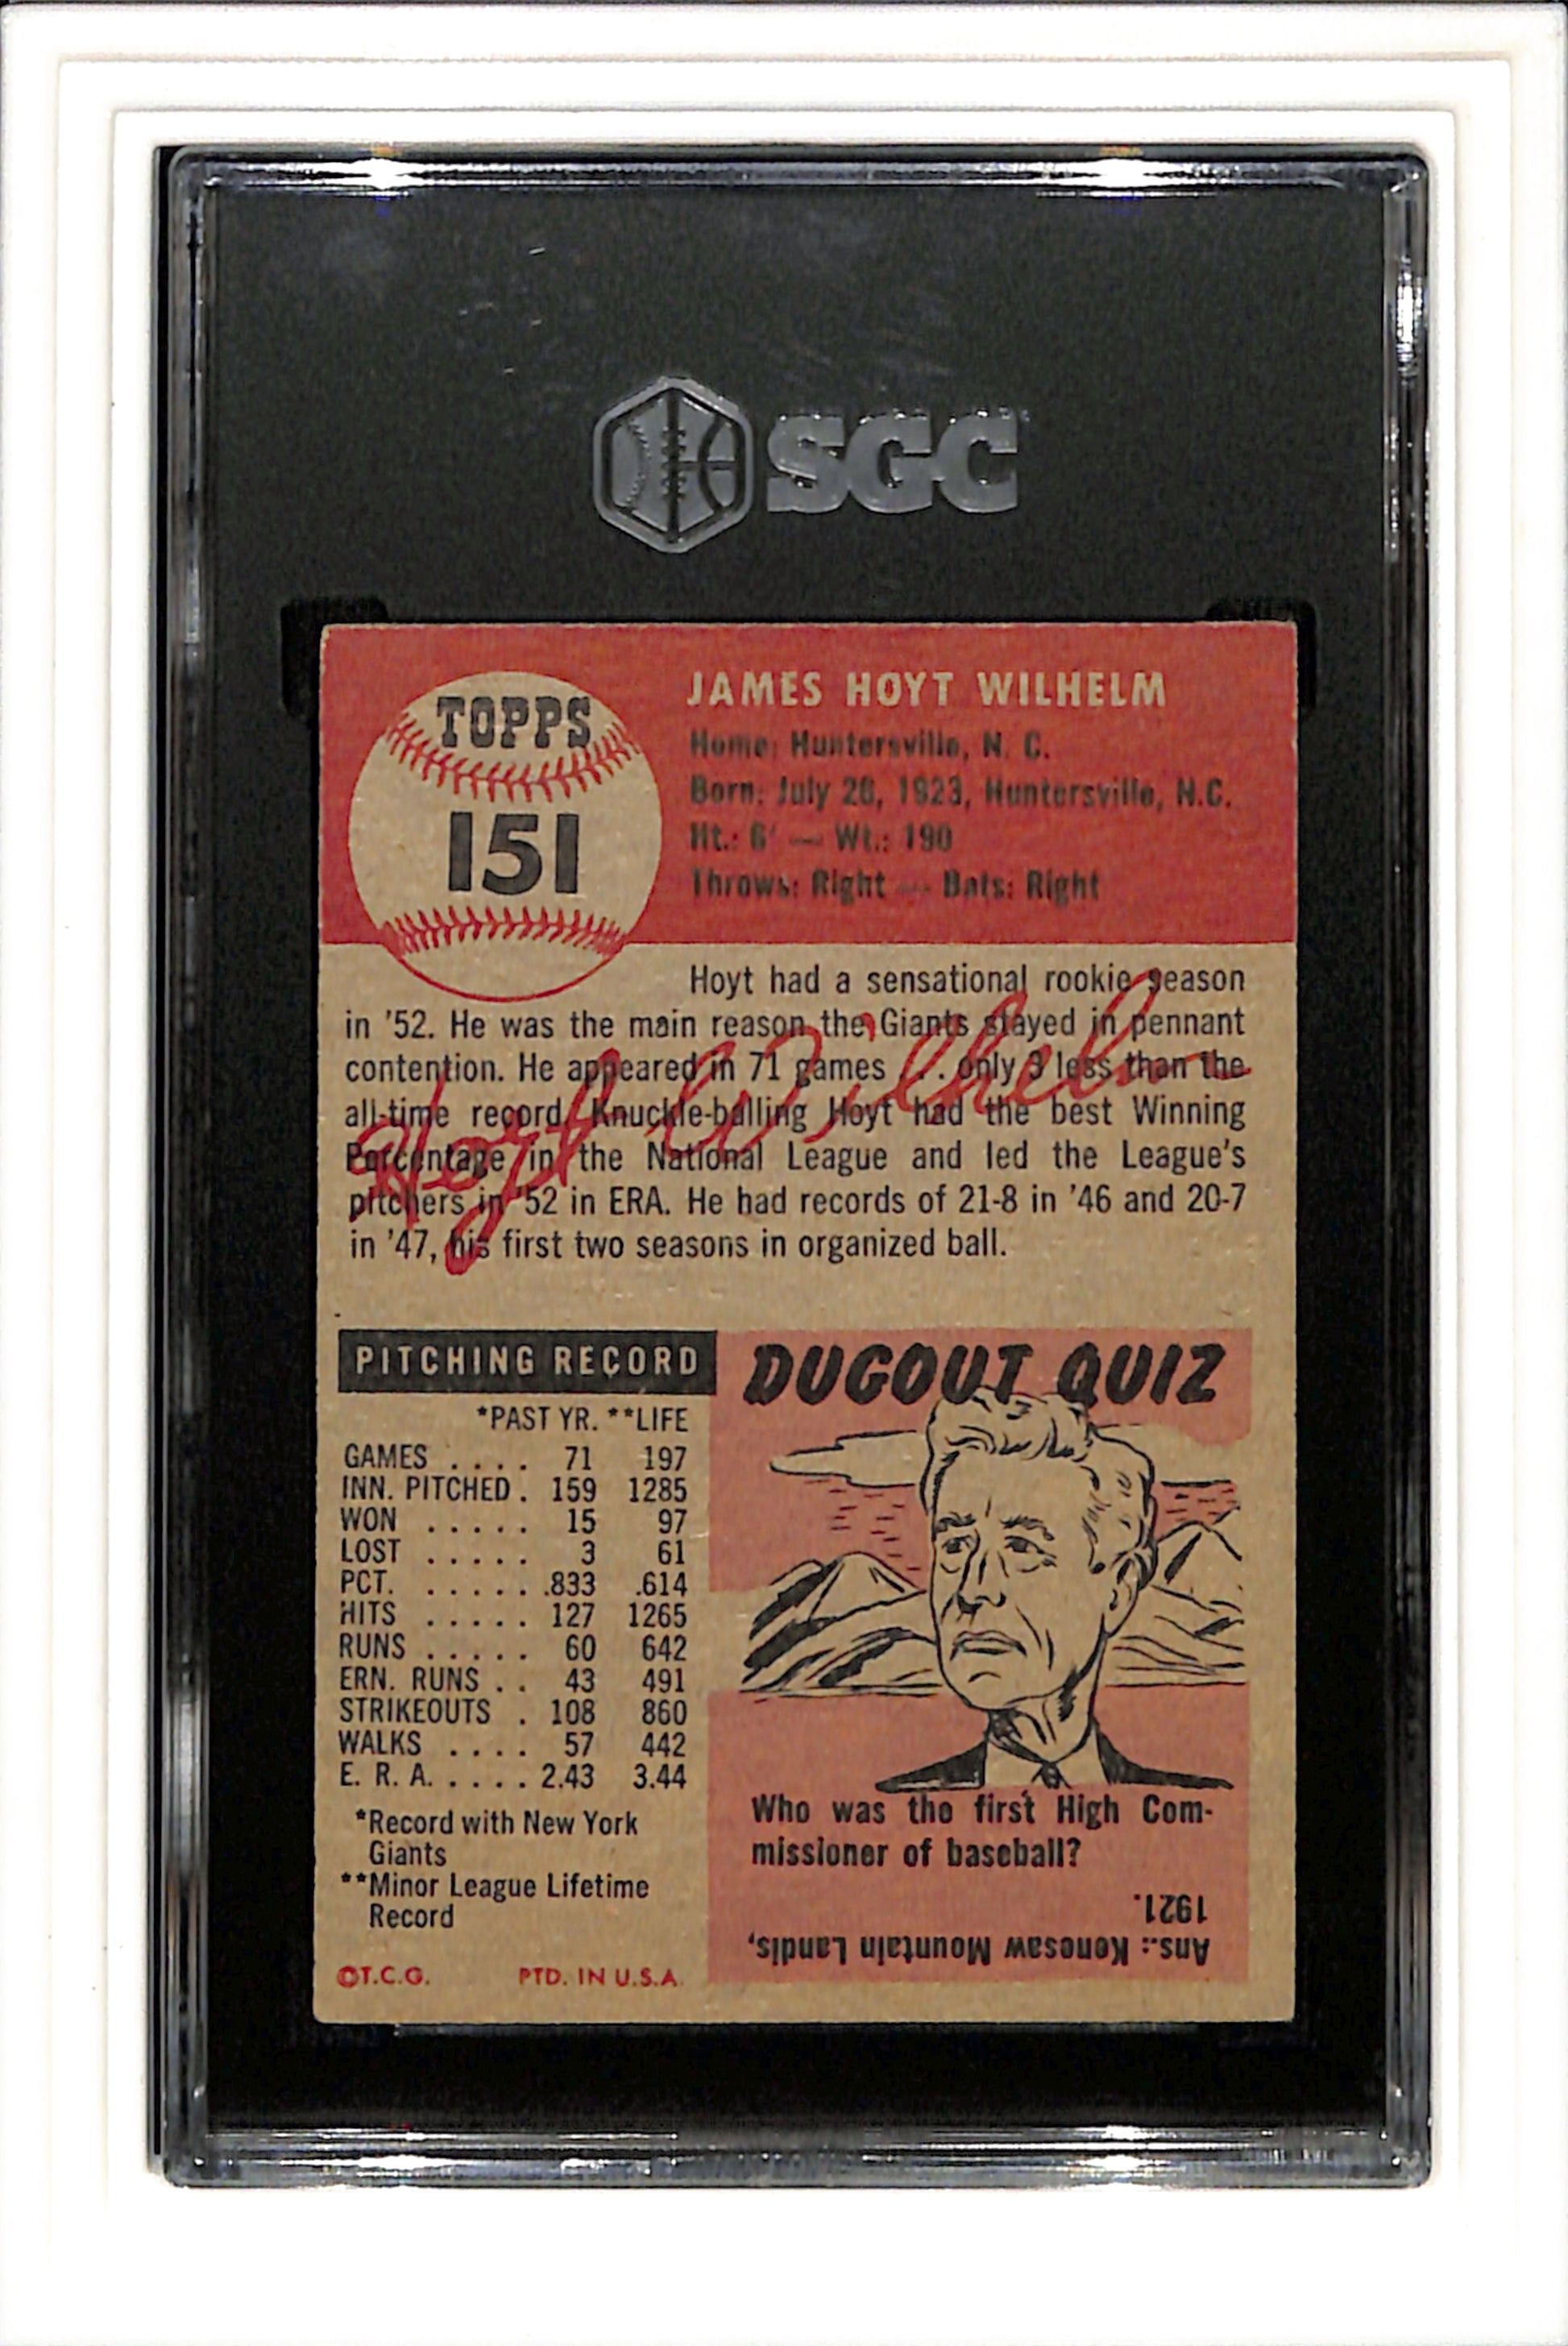 SGC
TOPPS
151
JAMES HOYT WILHELM
Home: Huntersville, N. C.
Born: July 26, 1923, Huntersville, N.C.
Ht.: 6' — Wt.: 190
Throws: Right — Bats: Right
Hoyt had a sensational rookie season
in '52. He was the main reason the Giants stayed in pennant
contention. He appeared in 71 games . . . only 3 less than the
all-time record. Knuckle-balling Hoyt had the best Winning
Percentage in the National League and led the League's
pitchers in '52 in ERA. He had records of 21-8 in '46 and 20-7
in '47, his first two seasons in organized ball.
Hoyt Wilhelm
PITCHING RECORD
*PAST YR. **LIFE
GAMES . . . . 71 197
INN. PITCHED . 159 1285
WON . . . . . 15 97
LOST . . . . . 3 61
PCT. . . . . . .833 .614
HITS . . . . . 127 1265
RUNS . . . . . 60 642
ERN. RUNS . . 43 491
STRIKEOUTS . 108 860
WALKS . . . . 57 442
E. R. A. . . . . 2.43 3.44
*Record with New York
Giants
**Minor League Lifetime
Record
©T.C.G. PTD. IN U.S.A.
DUGOUT QUIZ
Who was the first High Com-
missioner of baseball?
Ans.: Kenesaw Mountain Landis,
1921.